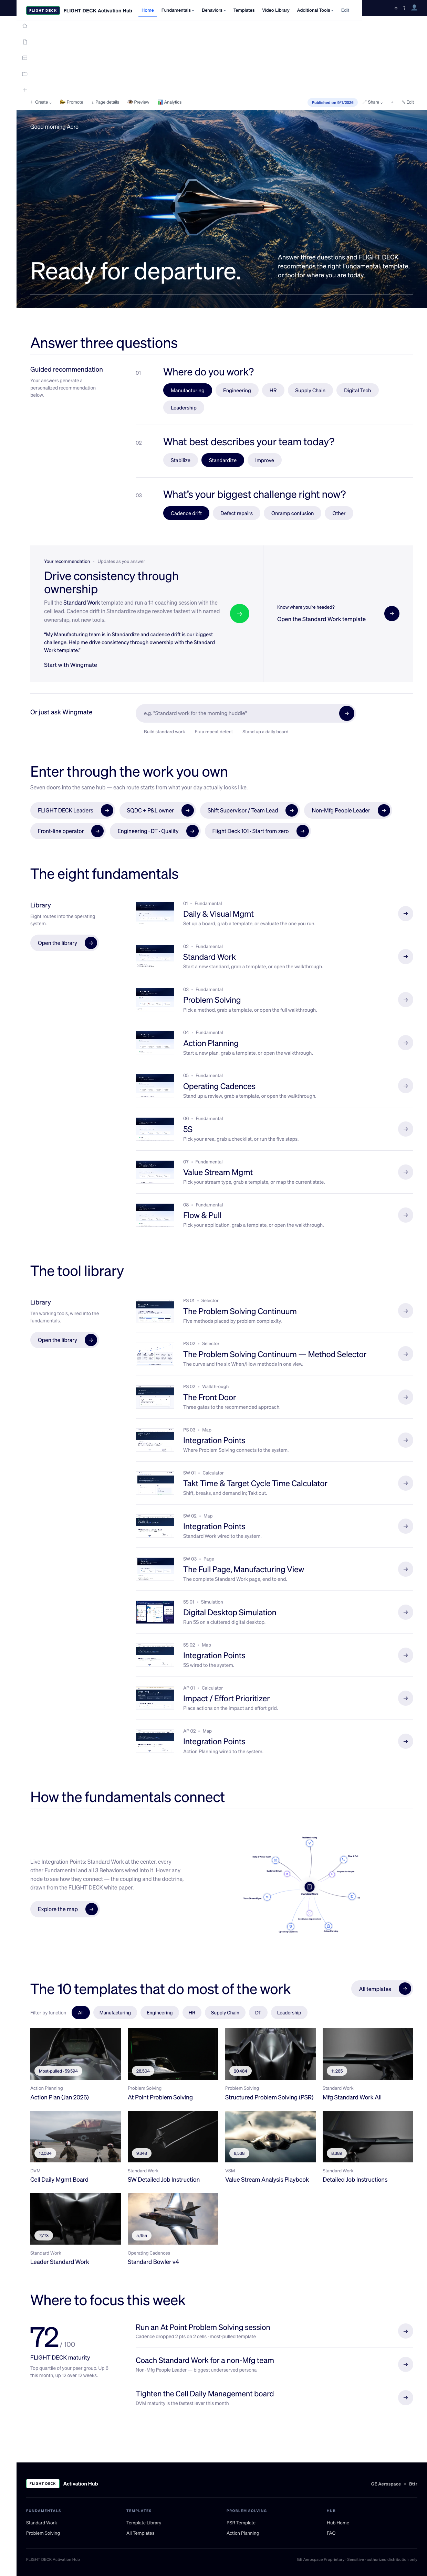 FLIGHT DECK FLIGHT DECK Activation Hub Home Fundamentals Behaviors Templates Video Library Additional Tools Edit
Create Promote Page details Preview Analytics Published on 5/1/2026 Share Edit
Good morning Aero
Ready for departure.
Answer three questions and FLIGHT DECK
recommends the right Fundamental, template,
or tool for where you are today.
Answer three questions
Guided recommendation
Your answers generate a
personalized recommendation
below.
01 Where do you work?
Manufacturing Engineering HR Supply Chain Digital Tech
Leadership
02 What best describes your team today?
Stabilize Standardize Improve
03 What's your biggest challenge right now?
Cadence drift Defect repairs Onramp confusion Other
Your recommendation • Updates as you answer
Drive consistency through
ownership
Pull the Standard Work template and run a 1:1 coaching session with the
cell lead. Cadence drift in Standardize stage resolves fastest with named
ownership, not new tools.
"My Manufacturing team is in Standardize and cadence drift is our biggest
challenge. Help me drive consistency through ownership with the Standard
Work template."
Start with Wingmate
Know where you're headed?
Open the Standard Work template
Or just ask Wingmate
e.g. "Standard work for the morning huddle"
Build standard work Fix a repeat defect Stand up a daily board
Enter through the work you own
Seven doors into the same hub — each route starts from what your day actually looks like.
FLIGHT DECK Leaders SQDC + P&L owner Shift Supervisor / Team Lead Non-Mfg People Leader
Front-line operator Engineering · DT · Quality Flight Deck 101 · Start from zero
The eight fundamentals
Library
Eight routes into the operating
system.
Open the library
01 • Fundamental
Daily & Visual Mgmt
Set up a board, grab a template, or evaluate the one you run.
02 • Fundamental
Standard Work
Start a new standard, grab a template, or open the walkthrough.
03 • Fundamental
Problem Solving
Pick a method, grab a template, or open the full walkthrough.
04 • Fundamental
Action Planning
Start a new plan, grab a template, or open the walkthrough.
05 • Fundamental
Operating Cadences
Stand up a review, grab a template, or open the walkthrough.
06 • Fundamental
5S
Pick your area, grab a checklist, or run the five steps.
07 • Fundamental
Value Stream Mgmt
Pick your stream type, grab a template, or map the current state.
08 • Fundamental
Flow & Pull
Pick your application, grab a template, or open the walkthrough.
The tool library
Library
Ten working tools, wired into the
fundamentals.
Open the library
PS 01 • Selector
The Problem Solving Continuum
Five methods placed by problem complexity.
PS 02 • Selector
The Problem Solving Continuum — Method Selector
The curve and the six When/How methods in one view.
PS 02 • Walkthrough
The Front Door
Three gates to the recommended approach.
PS 03 • Map
Integration Points
Where Problem Solving connects to the system.
SW 01 • Calculator
Takt Time & Target Cycle Time Calculator
Shift, breaks, and demand in, Takt out.
SW 02 • Map
Integration Points
Standard Work wired to the system.
SW 03 • Page
The Full Page, Manufacturing View
The complete Standard Work page, end to end.
5S 01 • Simulation
Digital Desktop Simulation
Run 5S on a cluttered digital desktop.
5S 02 • Map
Integration Points
5S wired to the system.
AP 01 • Calculator
Impact / Effort Prioritizer
Place actions on the impact and effort grid.
AP 02 • Map
Integration Points
Action Planning wired to the system.
How the fundamentals connect
Live Integration Points: Standard Work at the center, every
other Fundamental and all 3 Behaviors wired into it. Hover any
node to see how they connect — the coupling and the doctrine,
drawn from the FLIGHT DECK white paper.
Explore the map
The 10 templates that do most of the work
All templates
Filter by function All Manufacturing Engineering HR Supply Chain DT Leadership
Action Planning
Action Plan (Jan 2026)
Problem Solving
At Point Problem Solving
Problem Solving
Structured Problem Solving (PSR)
Standard Work
Mfg Standard Work All
DVM
Cell Daily Mgmt Board
Standard Work
SW Detailed Job Instruction
VSM
Value Stream Analysis Playbook
Standard Work
Detailed Job Instructions
Standard Work
Leader Standard Work
Operating Cadences
Standard Bowler v4
Where to focus this week
72 / 100
FLIGHT DECK maturity
Top quartile of your peer group. Up 6
this month, up 12 over 12 weeks.
Run an At Point Problem Solving session
Cadence dropped 2 pts on 2 cells · most-pulled template
Coach Standard Work for a non-Mfg team
Non-Mfg People Leader — biggest underserved persona
Tighten the Cell Daily Management board
DVM maturity is the fastest lever this month
FLIGHT DECK Activation Hub
GE Aerospace •
FUNDAMENTALS TEMPLATES PROBLEM SOLVING HUB
Standard Work Template Library PSR Template Hub Home
Problem Solving All Templates Action Planning FAQ
FLIGHT DECK Activation Hub
GE Aerospace Proprietary · Sensitive · authorized distribution only